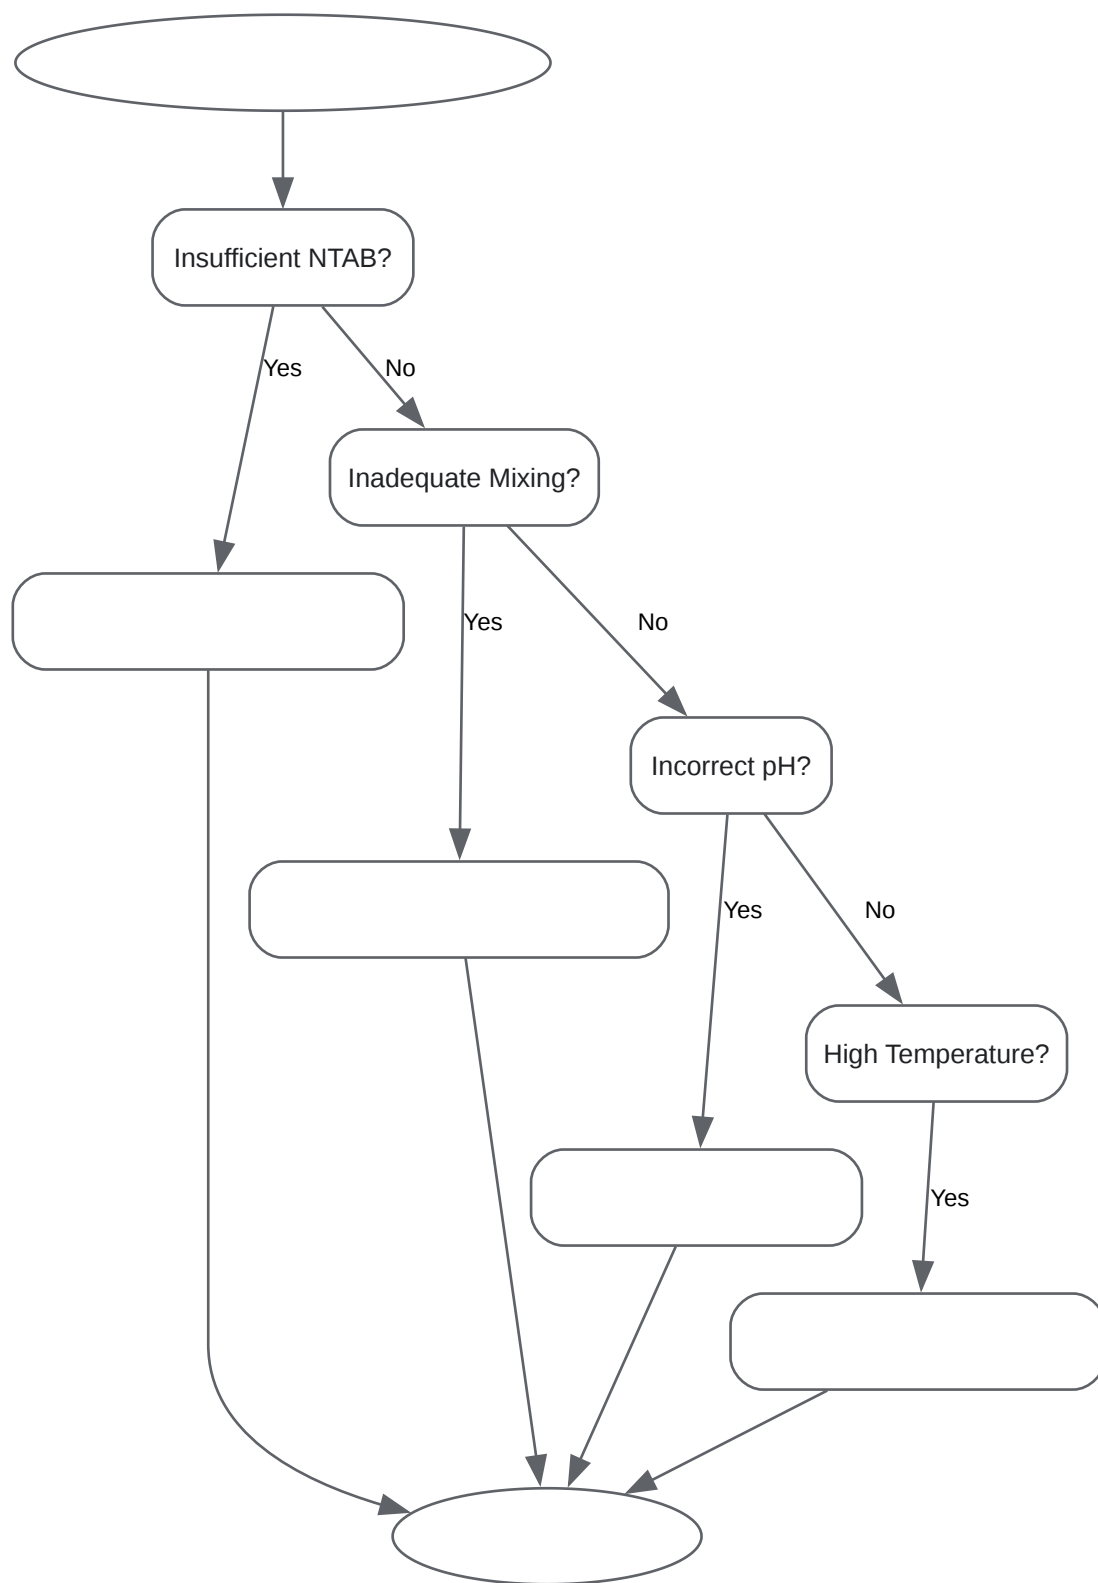 Insufficient NTAB?
Yes
No
Inadequate Mixing?
Yes
No
Incorrect pH?
Yes
No
High Temperature?
Yes